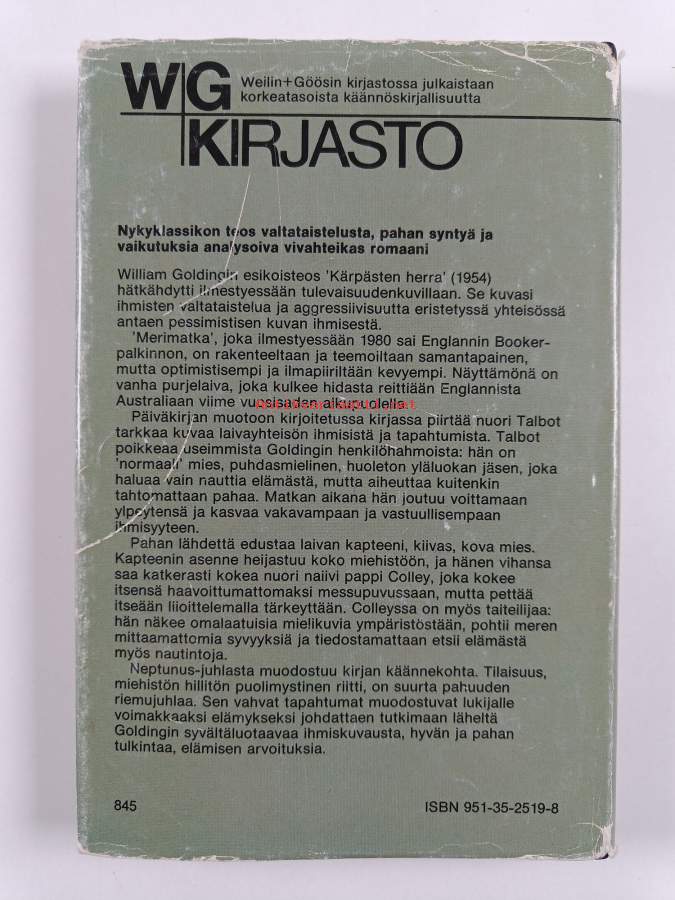 WG
Weilin+Göösin kirjastossa julkaistaan
korkeatasoista käännöskirjallisuutta
KIRJASTO
Nykyklassikon teos valtataistelusta, pahan syntyä ja
vaikutuksia analysoiva vivahteikas romaani
William Goldingin esikoisteos 'Kärpästen herra' (1954)
hätkähdytti ilmestyessään tulevaisuudenkuvillaan. Se kuvasi
ihmisten valtataistelua ja aggressiivisuutta eristetyssä yhteisössä
antaen pessimistisen kuvan ihmisestä.
'Merimatka', joka ilmestyessään 1980 sai Englannin Booker-
palkinnon, on rakenteeltaan ja teemoiltaan samantapainen,
mutta optimistisempi ja ilmapiiriltään kevyempi. Näyttämönä on
vanha purjelaiva, joka kulkee hidasta reittiään Englannista
Australiaan viime vuosisadan alkupuolella.
Päiväkirjan muotoon kirjoitetussa kirjassa piirtää nuori Talbot
tarkkaa kuvaa laivayhteisön ihmisistä ja tapahtumista. Talbot
poikkeaa useimmista Goldingin henkilöhahmoista: hän on
'normaali' mies, puhdasmielinen, huoleton yläluokan jäsen, joka
haluaa vain nauttia elämästä, mutta aiheuttaa kuitenkin
tahtomattaan pahaa. Matkan aikana hän joutuu voittamaan
ylpeytensä ja kasvaa vakavampaan ja vastuullisempaan
ihmisyyteen.
Pahan lähdettä edustaa laivan kapteeni, kiivas, kova mies.
Kapteenin asenne heijastuu koko miehistöön, ja hänen vihansa
saa katkerasti kokea nuori naiivi pappi Colley, joka kokee
itsensä haavoittumattomaksi messupuvussaan, mutta pettää
itseään liioittelemalla tärkeyttään. Colleyssa on myös taiteilijaa:
hän näkee omalaatuisia mielikuvia ympäristöstään, pohtii meren
mittaamattomia syvyyksiä ja tiedostamattaan etsii elämästä
myös nautintoja.
Neptunus-juhlasta muodostuu kirjan käännekohta. Tilaisuus,
miehistön hillitön puolimystinen riitti, on suurta pahuuden
riemujuhlaa. Sen vahvat tapahtumat muodostuvat lukijalle
voimakkaaksi elämykseksi johdattaen tutkimaan läheltä
Goldingin syvältäluotaavaa ihmiskuvausta, hyvän ja pahan
tulkintaa, elämisen arvoituksia.
845
ISBN 951-35-2519-8